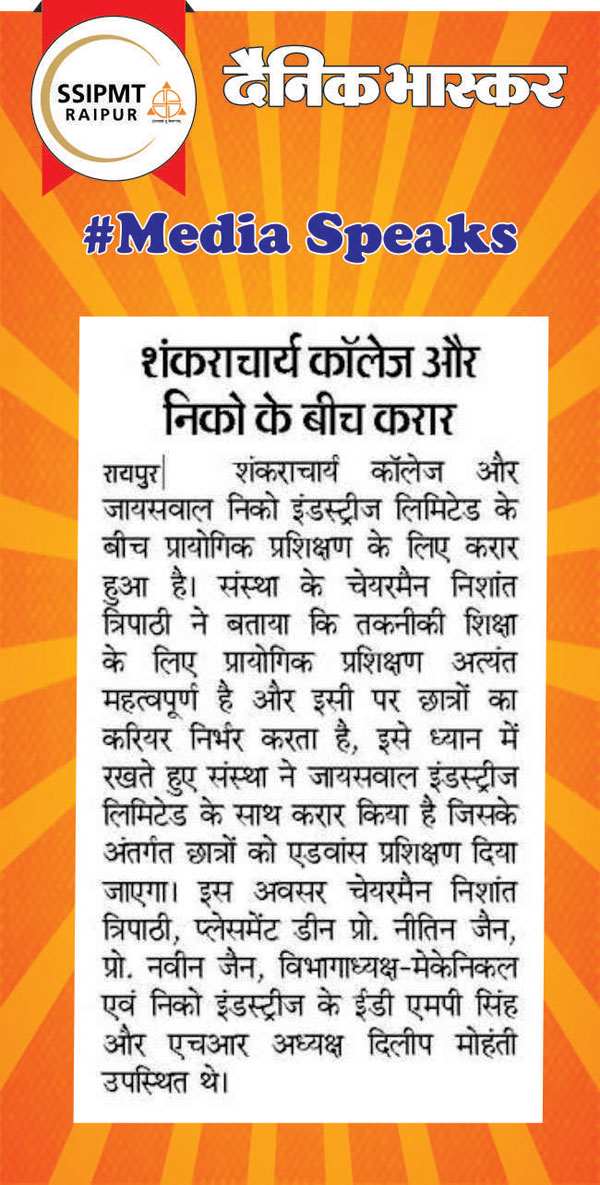 SSIPMT
RAIPUR
दैनिक भास्कर
#Media Speaks
शंकराचार्य कॉलेज और
निको के बीच करार
रायपुर| शंकराचार्य कॉलेज और
जायसवाल निको इंडस्ट्रीज लिमिटेड के
बीच प्रायोगिक प्रशिक्षण के लिए करार
हुआ है। संस्था के चेयरमैन निशांत
त्रिपाठी ने बताया कि तकनीकी शिक्षा
के लिए प्रायोगिक प्रशिक्षण अत्यंत
महत्वपूर्ण है और इसी पर छात्रों का
करियर निर्भर करता है, इसे ध्यान में
रखते हुए संस्था ने जायसवाल इंडस्ट्रीज
लिमिटेड के साथ करार किया है जिसके
अंतर्गत छात्रों को एडवांस प्रशिक्षण दिया
जाएगा। इस अवसर चेयरमैन निशांत
त्रिपाठी, प्लेसमेंट डीन प्रो. नीतिन जैन,
प्रो. नवीन जैन, विभागाध्यक्ष-मेकेनिकल
एवं निको इंडस्ट्रीज के ईडी एमपी सिंह
और एचआर अध्यक्ष दिलीप मोहंती
उपस्थित थे।